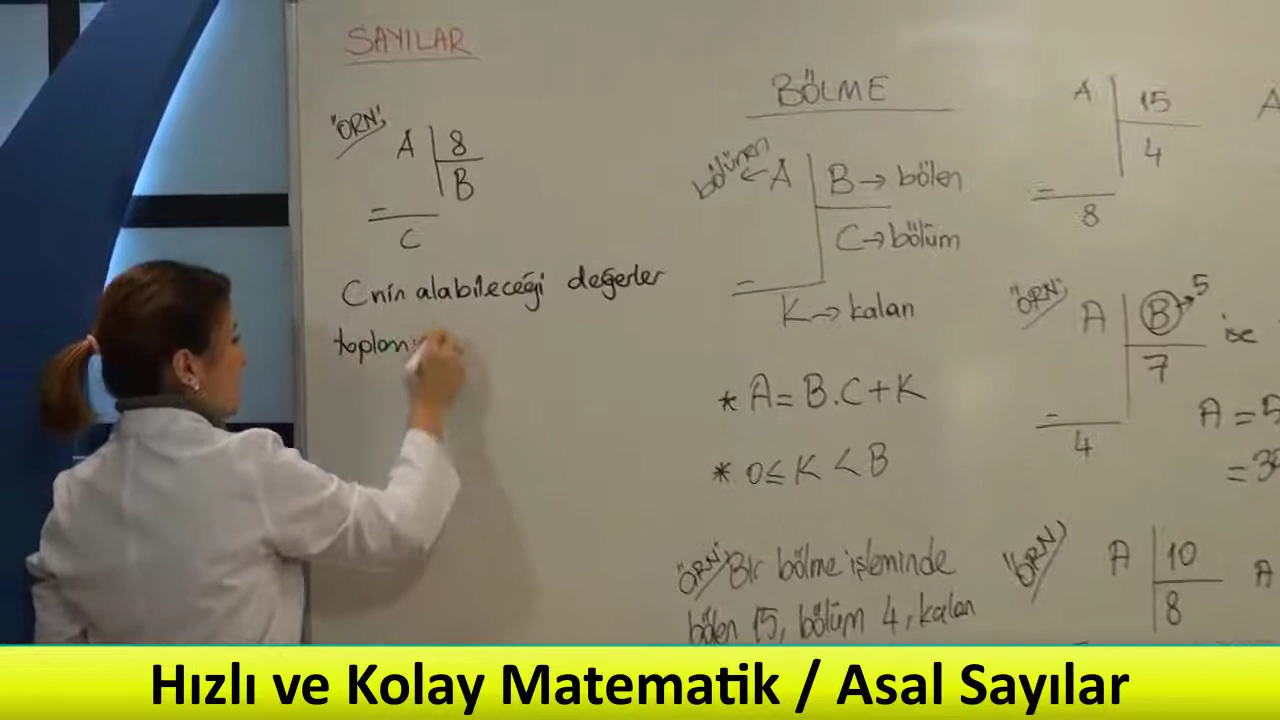 SAYILAR
"ÖRN"
A 8
B
-
C
C nin alabileceği değerler
toplam
BÖLME
bölünen ← A B → bölen
C → bölüm
-
K → kalan
* A = B.C + K
* 0 ≤ K < B
"ÖRN" Bir bölme işleminde
bölen 15, bölüm 4, kalan
A 15
4
-
8
"ÖRN" A B → 5 ise
7
-
4
A = 5
= 3
"ÖRN" A 10 A
8
Hızlı ve Kolay Matematik / Asal Sayılar